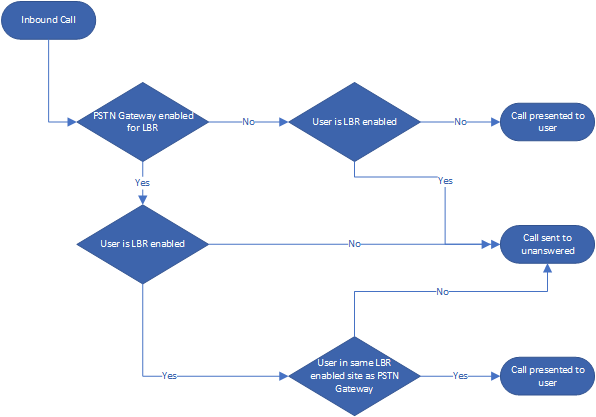 Inbound Call
PSTN Gateway enabled
for LBR
No
User is LBR enabled
No
Call presented to
user
Yes
Yes
User is LBR enabled
No
Call sent to
unanswered
No
Yes
User in same LBR
enabled site as PSTN
Gateway
Yes
Call presented to
user